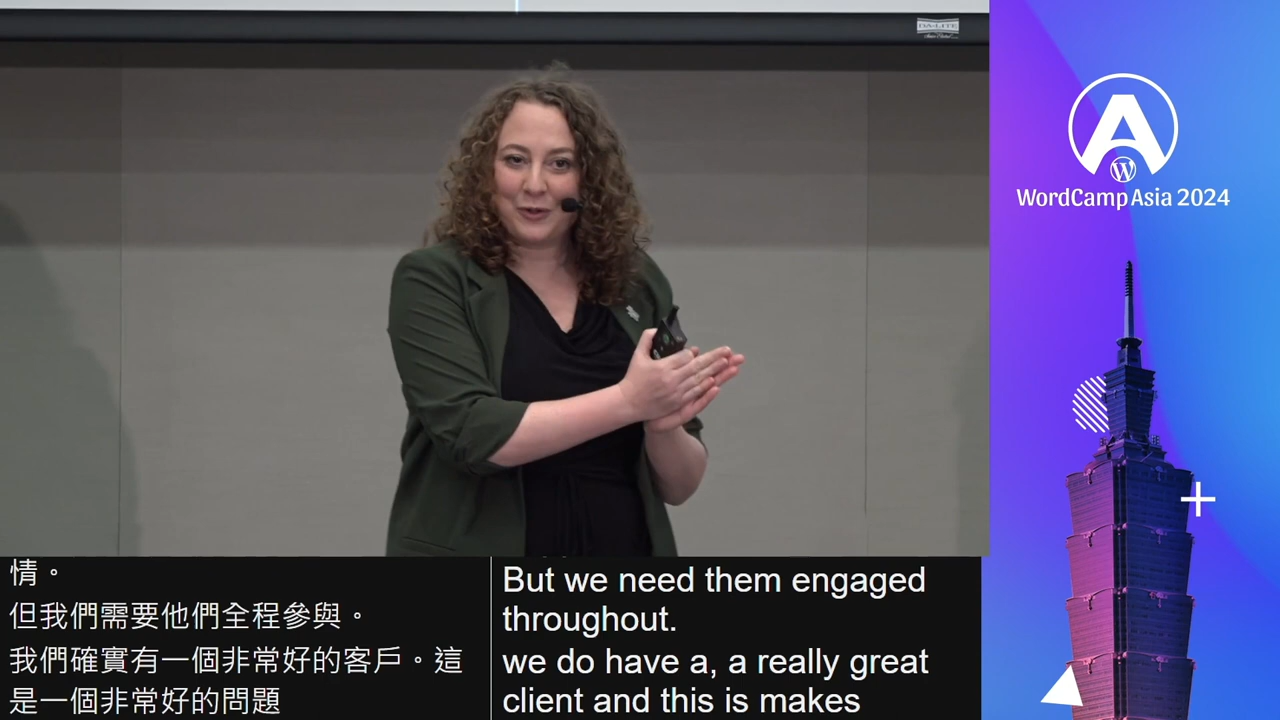 DA-LITE
WordCamp Asia 2024
情。
但我們需要他們全程參與。
我們確實有一個非常好的客戶。這
是一個非常好的問題
But we need them engaged
throughout.
we do have a, a really great
client and this is makes